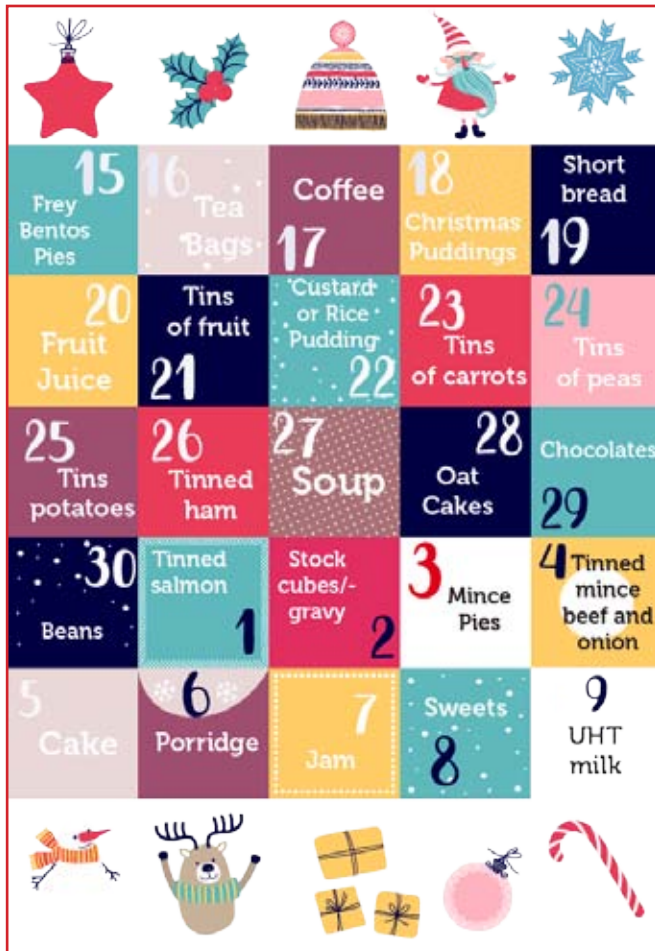 15
Frey
Bentos
Pies
16
Tea
Bags
Coffee
17
18
Christmas
Puddings
Short
bread
19
20
Fruit
Juice
Tins
of fruit
21
Custard
or Rice
Pudding
22
23
Tins
of carrots
24
Tins
of peas
25
Tins
potatoes
26
Tinned
ham
27
Soup
28
Oat
Cakes
Chocolates
29
30
Beans
Tinned
salmon
1
Stock
cubes/-
gravy
2
3
Mince
Pies
4 Tinned
mince
beef and
onion
5
Cake
6
Porridge
7
Jam
Sweets
8
9
UHT
milk